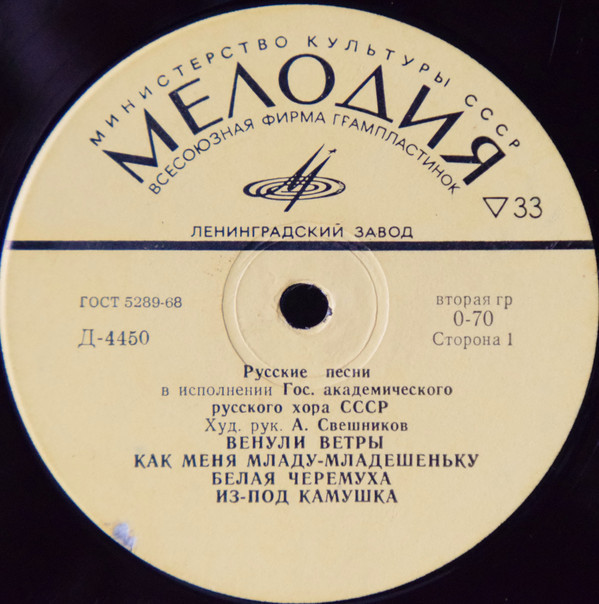 МИНИСТЕРСТВО КУЛЬТУРЫ СССР
МЕЛОДИЯ
ВСЕСОЮЗНАЯ ФИРМА ГРАМПЛАСТИНОК
▽33
ЛЕНИНГРАДСКИЙ ЗАВОД
ГОСТ 5289-68
Д-4450
вторая гр
0-70
Сторона 1
Русские песни
в исполнении Гос. академического
русского хора СССР
Худ. рук. А. Свешников
ВЕНУЛИ ВЕТРЫ
КАК МЕНЯ МЛАДУ-МЛАДЕШЕНЬКУ
БЕЛАЯ ЧЕРЕМУХА
ИЗ-ПОД КАМУШКА